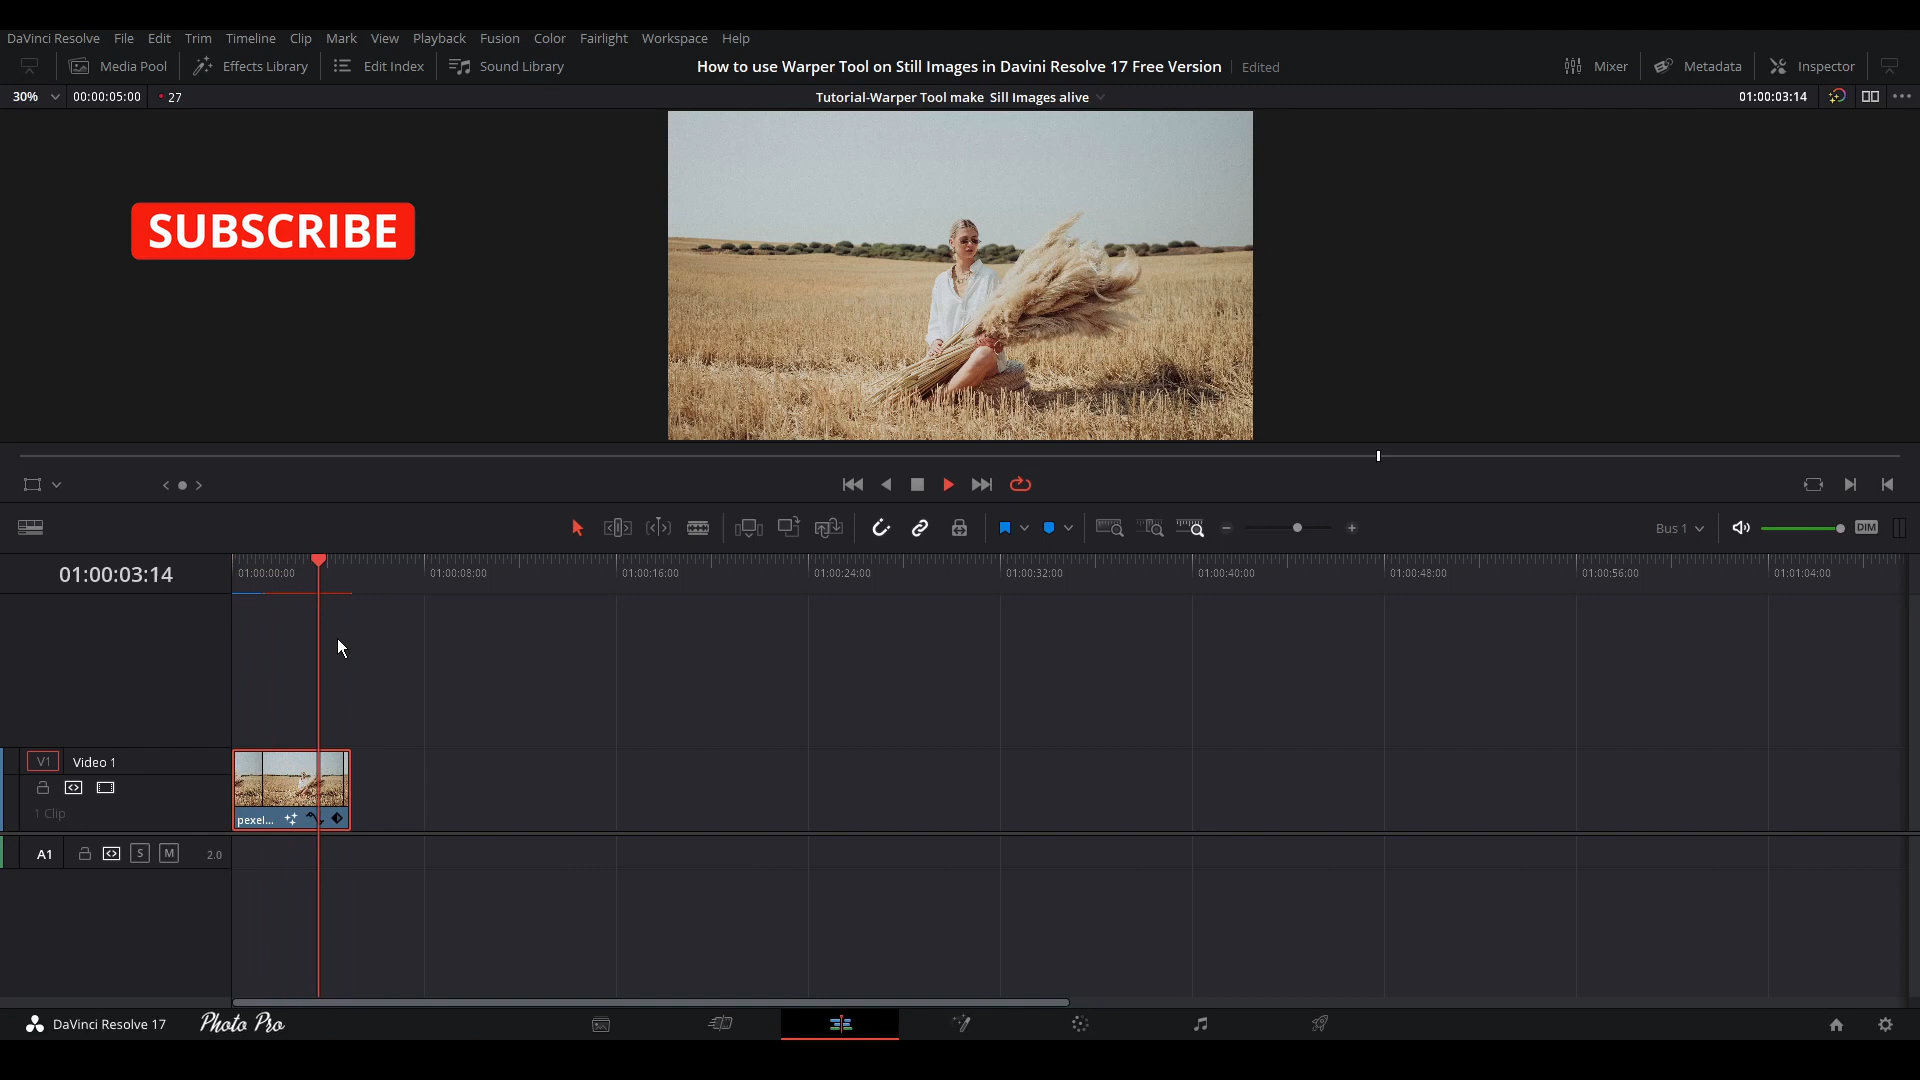 DaVinci Resolve File Edit Trim Timeline Clip Mark View Playback Fusion Color Fairlight Workspace Help
Media Pool Effects Library Edit Index Sound Library How to use Warper Tool on Still Images in Davini Resolve 17 Free Version Edited Mixer Metadata Inspector
30% 00:00:05:00 27 Tutorial-Warper Tool make Sill Images alive 01:00:03:14
SUBSCRIBE
Bus 1 DIM
01:00:03:14 01:00:00:00 01:00:08:00 01:00:16:00 01:00:24:00 01:00:32:00 01:00:40:00 01:00:48:00 01:00:56:00 01:01:04:00
V1 Video 1
1 Clip
pexel...
A1 S M 2.0
DaVinci Resolve 17 Photo Pro